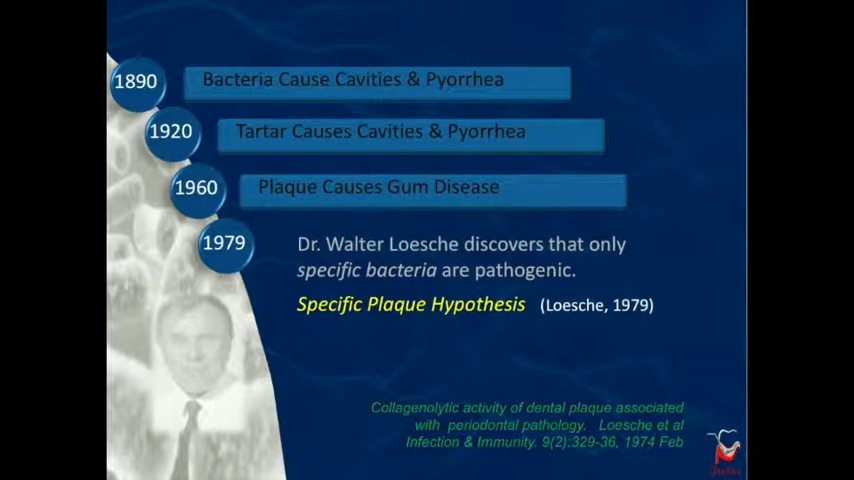 1890 Bacteria Cause Cavities & Pyorrhea
1920 Tartar Causes Cavities & Pyorrhea
1960 Plaque Causes Gum Disease
1979 Dr. Walter Loesche discovers that only
specific bacteria are pathogenic.
Specific Plaque Hypothesis (Loesche, 1979)
Collagenolytic activity of dental plaque associated
with periodontal pathology. Loesche et al
Infection & Immunity. 9(2):329-36, 1974 Feb